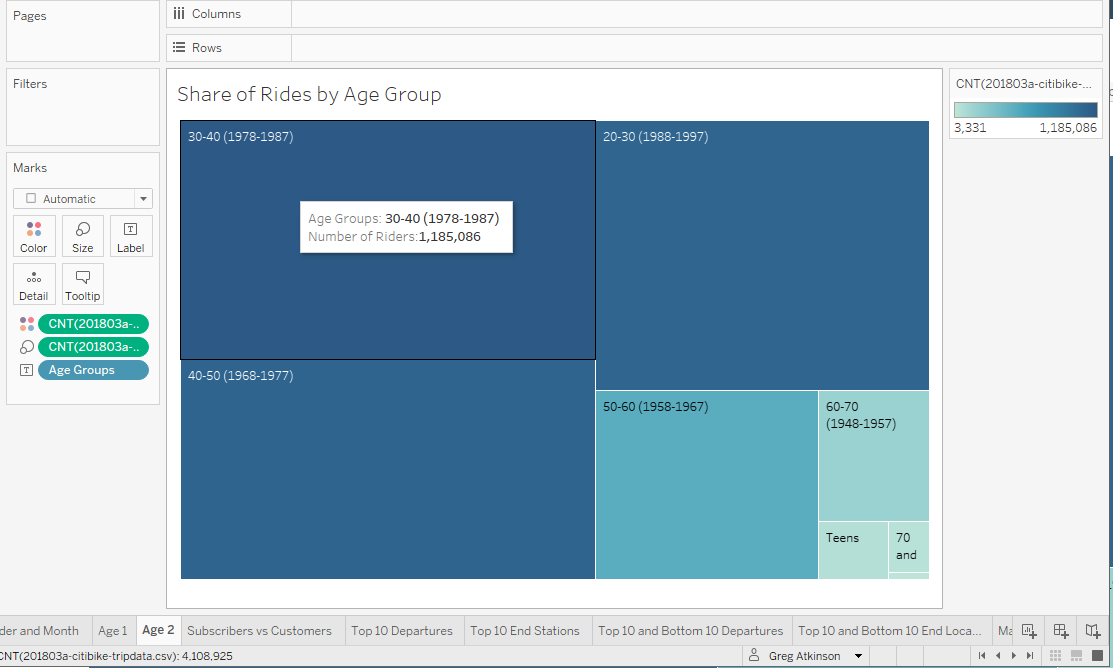 Pages
Columns
Rows
Filters
Share of Rides by Age Group
CNT(201803a-citibike-...
3,331
1,185,086
Marks
Automatic
Color
Size
Label
Detail
Tooltip
CNT(201803a-..
CNT(201803a-..
Age Groups
30-40 (1978-1987)
20-30 (1988-1997)
Age Groups: 30-40 (1978-1987)
Number of Riders:1,185,086
40-50 (1968-1977)
50-60 (1958-1967)
60-70
(1948-1957)
Teens
70
and
der and Month
Age 1
Age 2
Subscribers vs Customers
Top 10 Departures
Top 10 End Stations
Top 10 and Bottom 10 Departures
Top 10 and Bottom 10 End Loca...
Ma
CNT(201803a-citibike-tripdata.csv): 4,108,925
Greg Atkinson